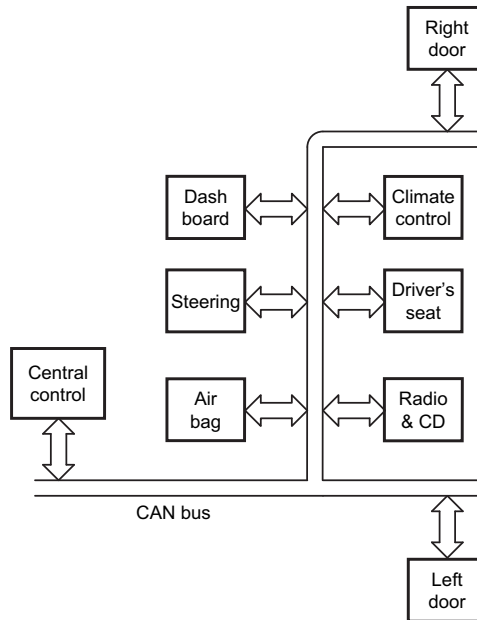 Right
door
Dash
board
Climate
control
Steering
Driver's
seat
Central
control
Air
bag
Radio
& CD
CAN bus
Left
door